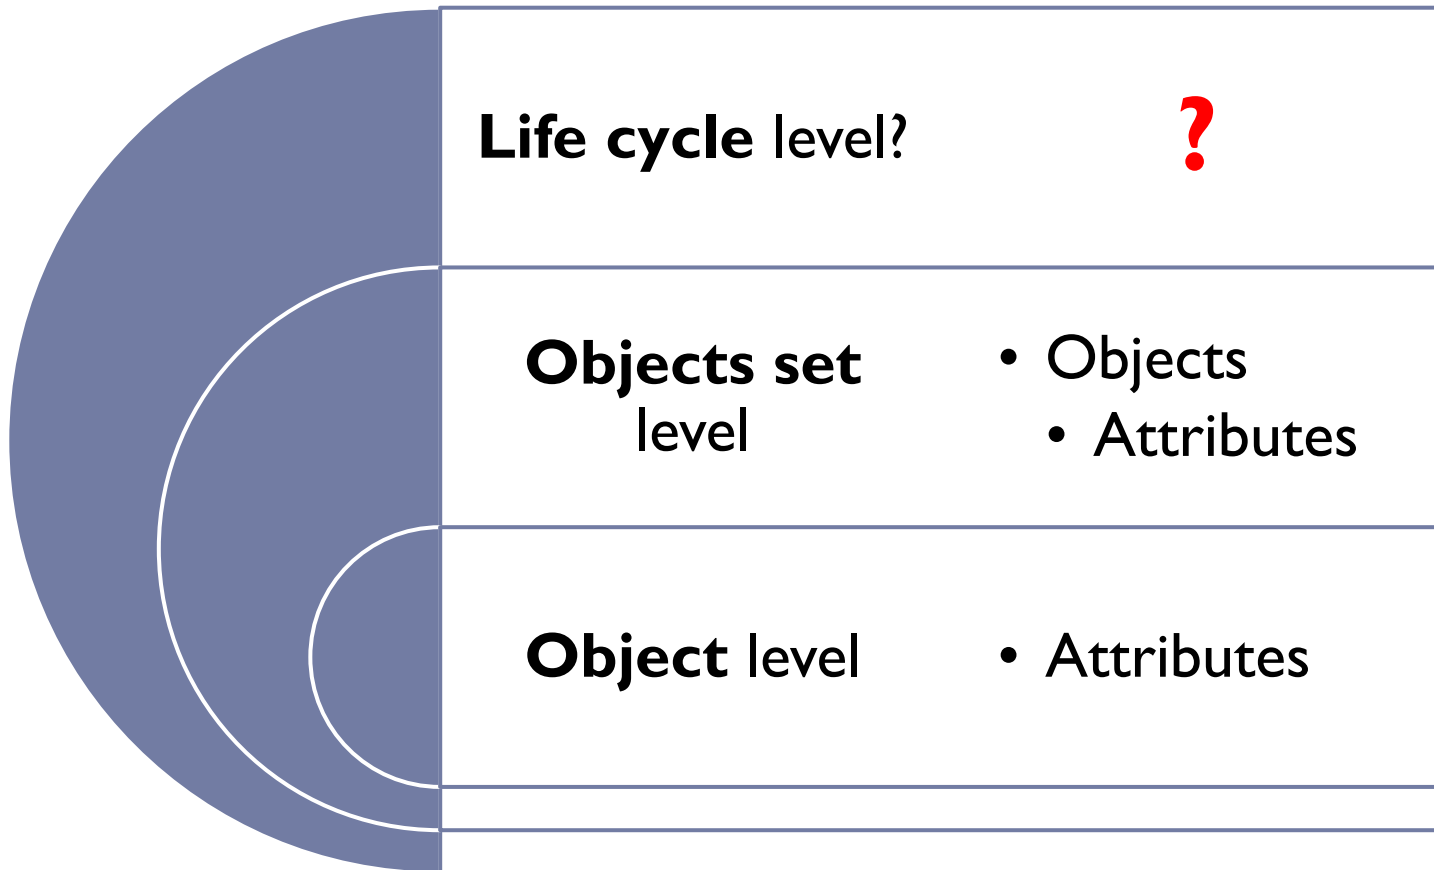 Life cycle level?
?
Objects set
level
• Objects
• Attributes
Object level
• Attributes